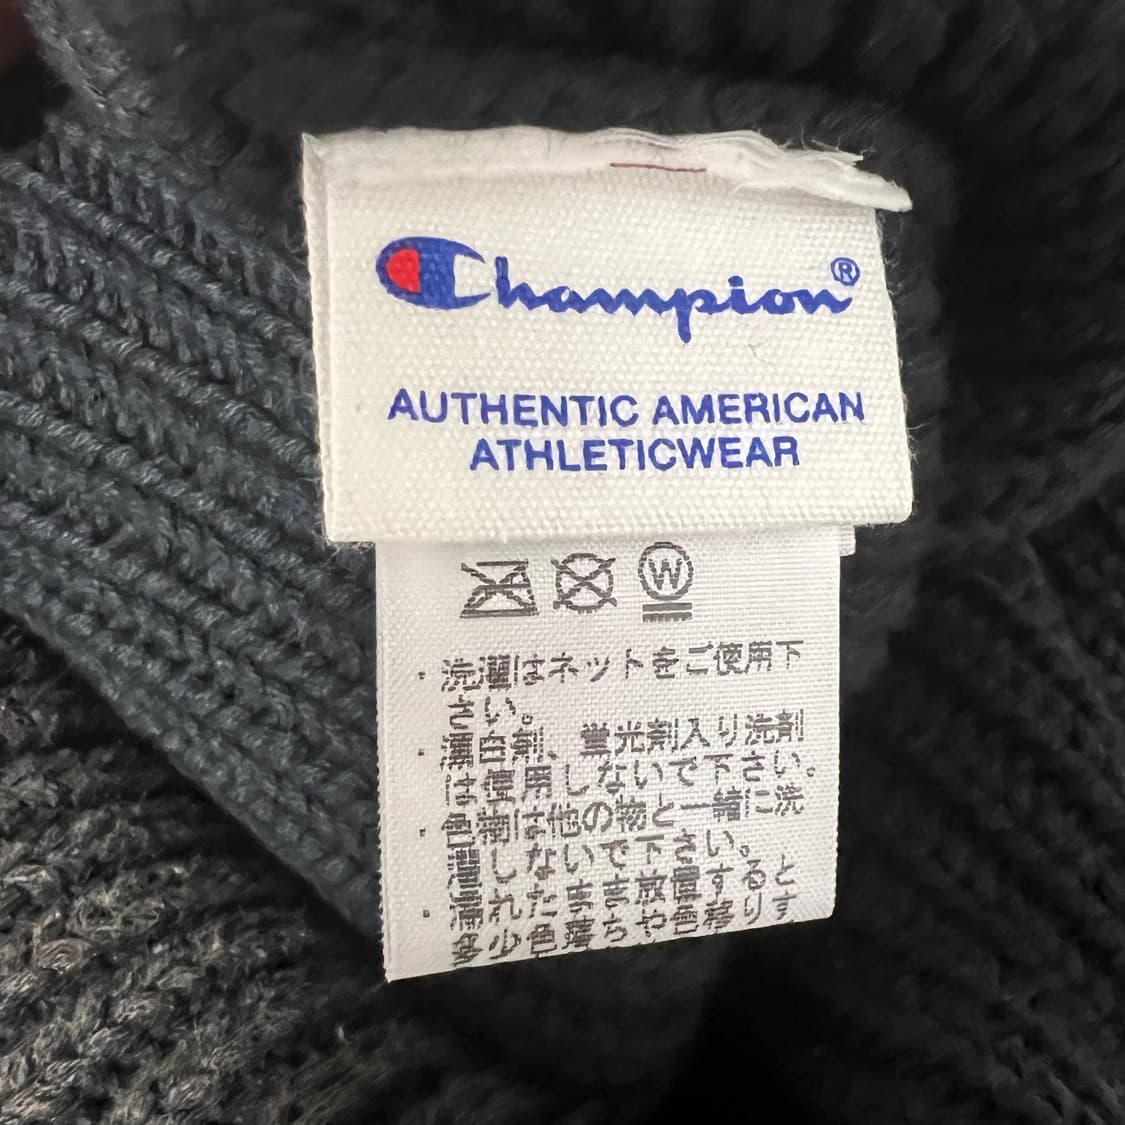 Champion®
AUTHENTIC AMERICAN
ATHLETICWEAR
W
・洗濯はネットをご使用下
さい。
・漂白剤、蛍光剤入り洗剤
は使用しないで下さい。
・色物は他の物と一緒に洗
しないで下さい。
・濡れたまま放置すると
少色落ちや色移
ます